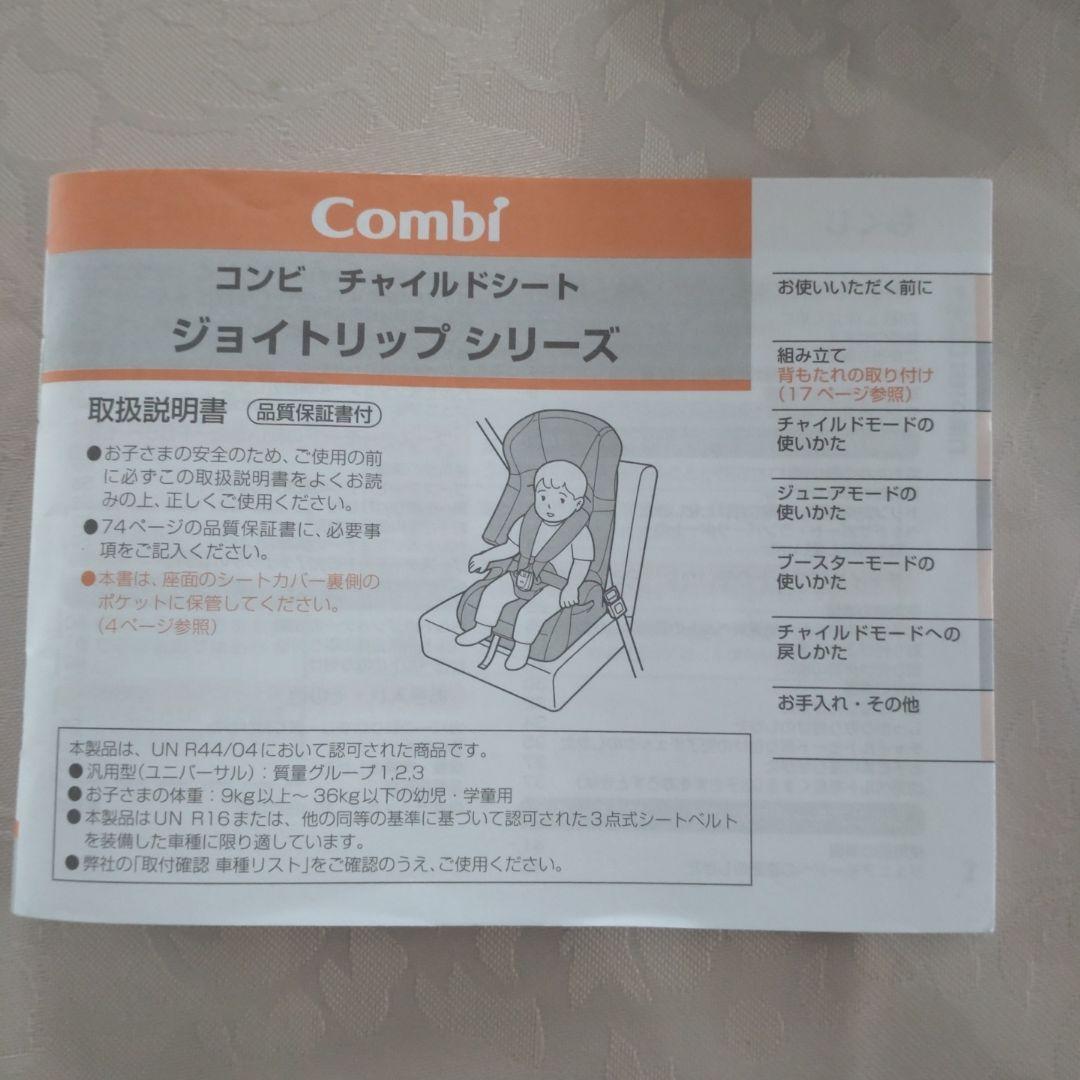 Combi
コンビ チャイルドシート
ジョイトリップ シリーズ
取扱説明書 品質保証書付
●お子さまの安全のため、ご使用の前
に必ずこの取扱説明書をよくお読
みの上、正しくご使用ください。
●74ページの品質保証書に、必要事
項をご記入ください。
●本書は、座面のシートカバー裏側の
ポケットに保管してください。
(4ページ参照)
本製品は、UN R44/04において認可された商品です。
●汎用型(ユニバーサル):質量グループ1,2,3
●お子さまの体重:9kg以上～36kg以下の幼児・学童用
●本製品はUN R16または、他の同等の基準に基づいて認可された3点式シートベルト
を装備した車種に限り適しています。
●弊社の「取付確認 車種リスト」をご確認のうえ、ご使用ください。
お使いいただく前に
組み立て
背もたれの取り付け
(17ページ参照)
チャイルドモードの
使いかた
ジュニアモードの
使いかた
ブースターモードの
使いかた
チャイルドモードへの
戻しかた
お手入れ・その他